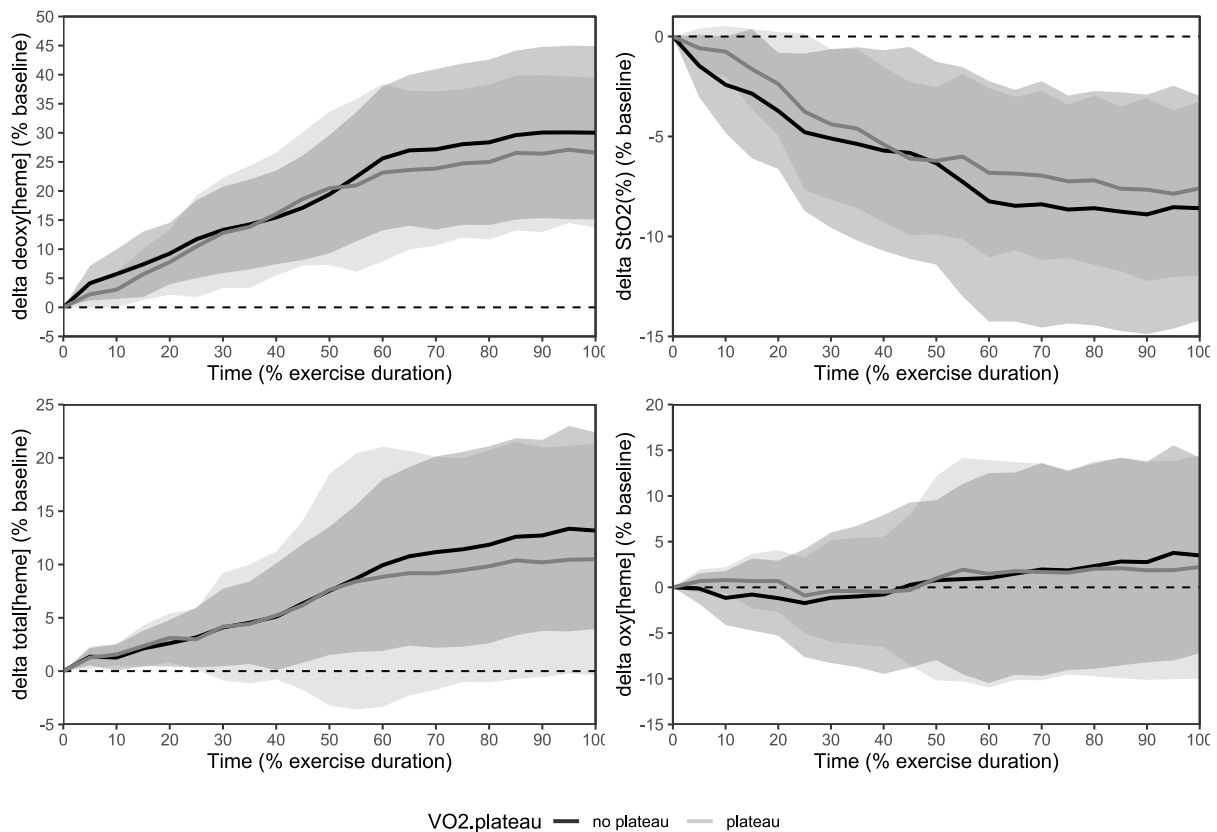 delta deoxy[heme] (% baseline)
50
45
40
35
30
25
20
15
10
5
0
-5
0 10 20 30 40 50 60 70 80 90 100
Time (% exercise duration)
delta StO2(%) (% baseline)
0
-5
-10
-15
0 10 20 30 40 50 60 70 80 90 100
Time (% exercise duration)
delta total[heme] (% baseline)
25
20
15
10
5
0
-5
0 10 20 30 40 50 60 70 80 90 100
Time (% exercise duration)
delta oxy[heme] (% baseline)
20
15
10
5
0
-5
-10
-15
0 10 20 30 40 50 60 70 80 90 100
Time (% exercise duration)
VO2.plateau no plateau plateau